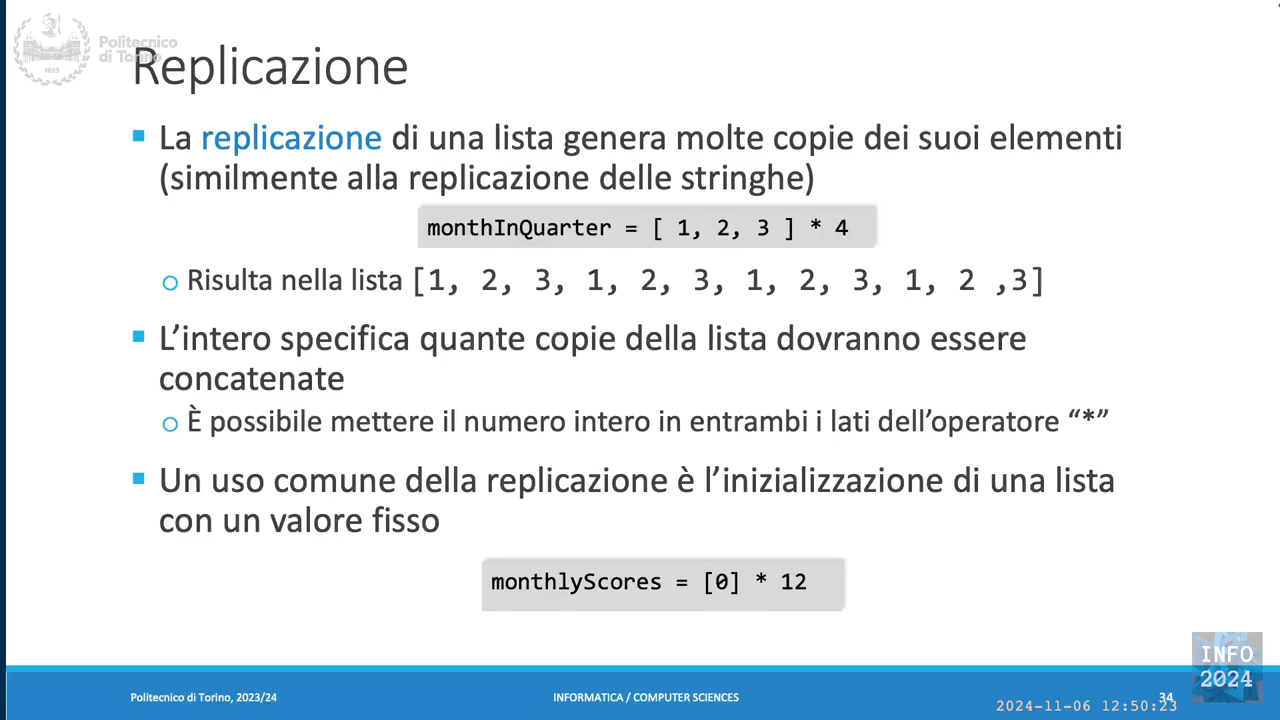 Politecnico
di Torino
Replicazione
La replicazione di una lista genera molte copie dei suoi elementi
(similmente alla replicazione delle stringhe)
monthInQuarter = [ 1, 2, 3 ] * 4
Risulta nella lista [1, 2, 3, 1, 2, 3, 1, 2, 3, 1, 2 ,3]
L’intero specifica quante copie della lista dovranno essere
concatenate
È possibile mettere il numero intero in entrambi i lati dell’operatore “*”
Un uso comune della replicazione è l’inizializzazione di una lista
con un valore fisso
monthlyScores = [0] * 12
INFO
2024
Politecnico di Torino, 2023/24
INFORMATICA / COMPUTER SCIENCES
34
2024-11-06 12:50:23